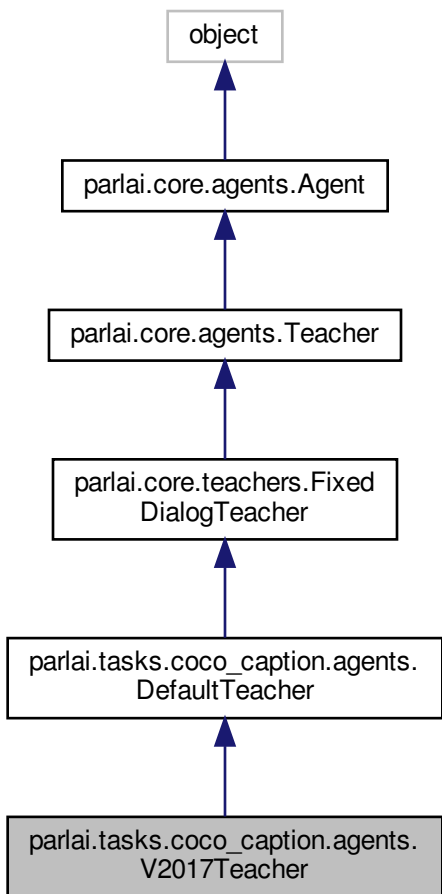 object
parlai.core.agents.Agent
parlai.core.agents.Teacher
parlai.core.teachers.Fixed
DialogTeacher
parlai.tasks.coco_caption.agents.
DefaultTeacher
parlai.tasks.coco_caption.agents.
V2017Teacher